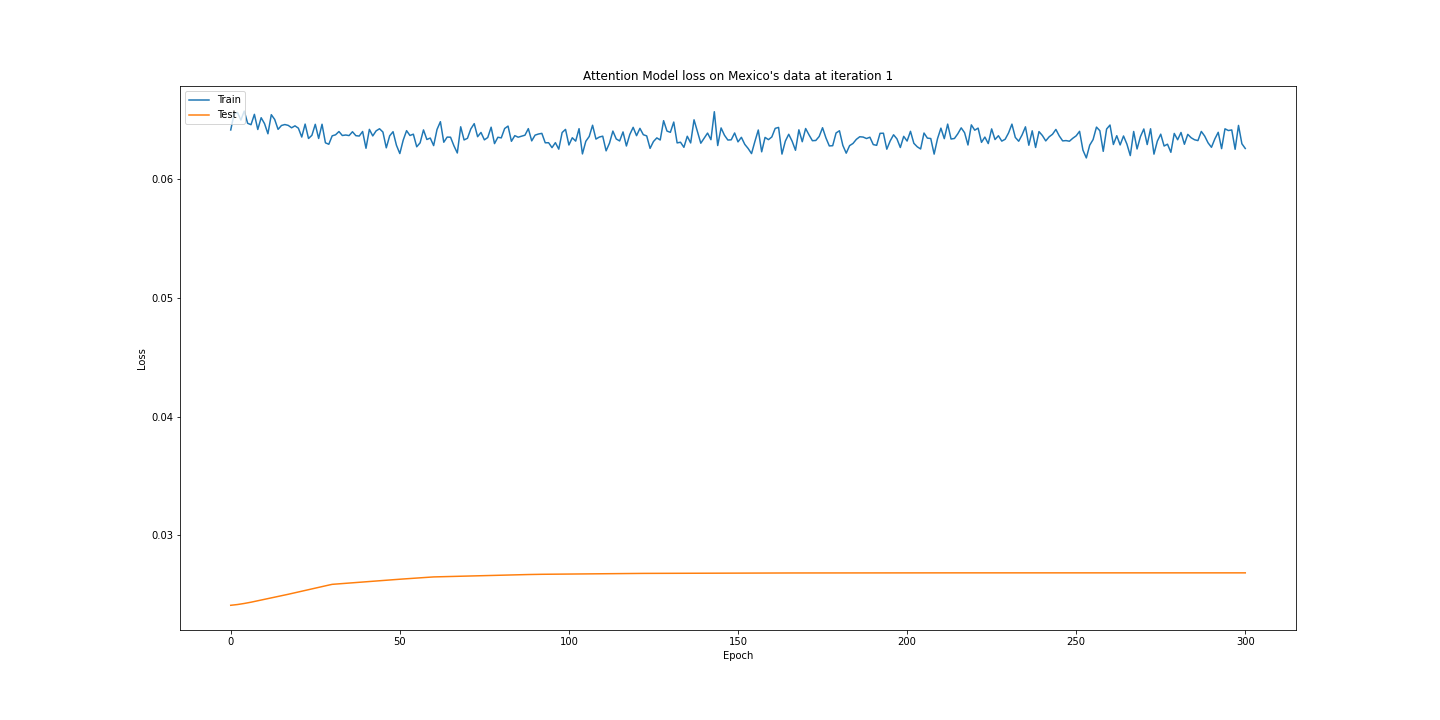 Attention Model loss on Mexico's data at iteration 1
Train
Test
0.06
0.05
0.04
0.03
Loss
0
50
100
150
200
250
300
Epoch